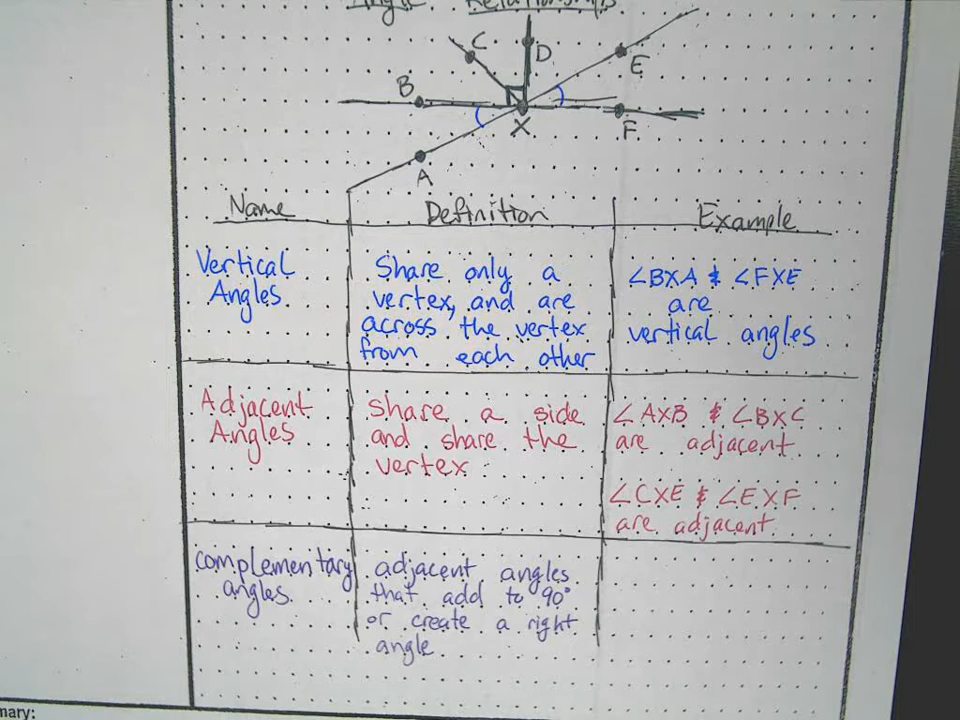 Angle Relationships
C
D
E
B
X
F
A
Name Definition Example
Vertical
Angles
Share only a
vertex, and are
across the vertex
from each other
∠BXA & ∠FXE
are
vertical angles
Adjacent
Angles
share a side
and share the
vertex
∠AXB & ∠BXC
are adjacent
∠CXE & ∠EXF
are adjacent
complementary
angles
adjacent angles
that add to 90°
or create a right
angle